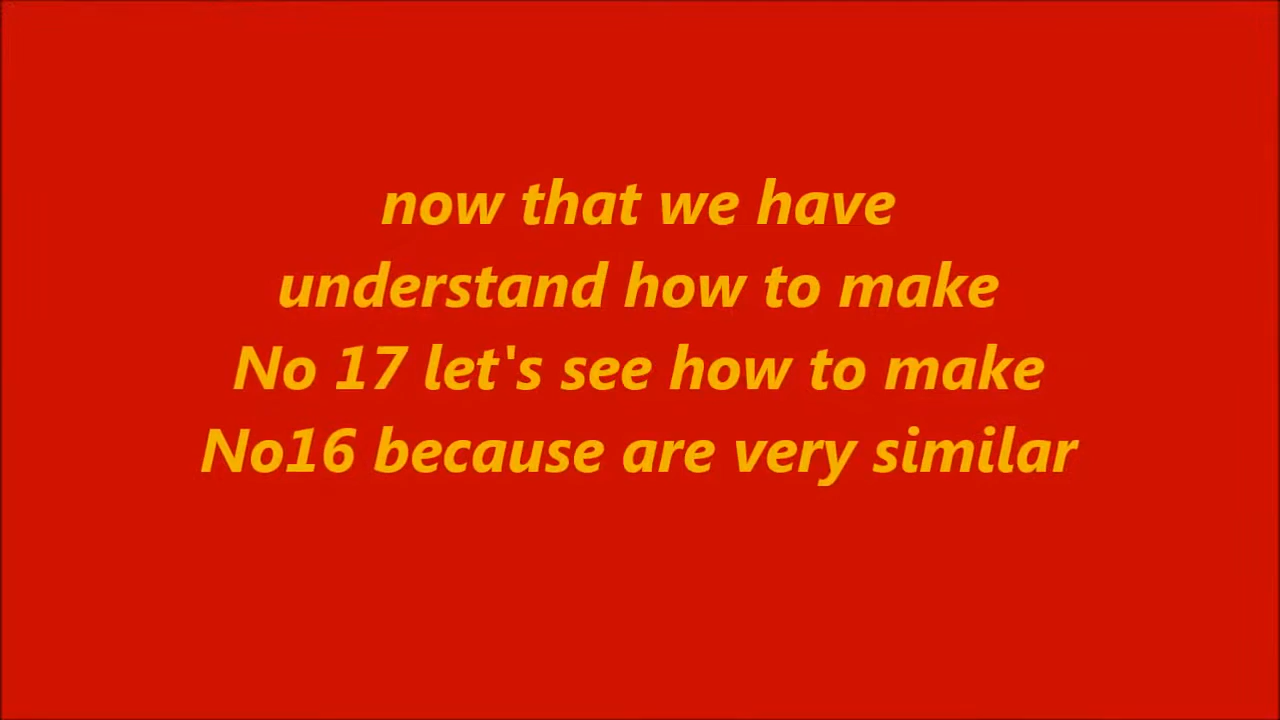 now that we have
understand how to make
No 17 let's see how to make
No16 because are very similar